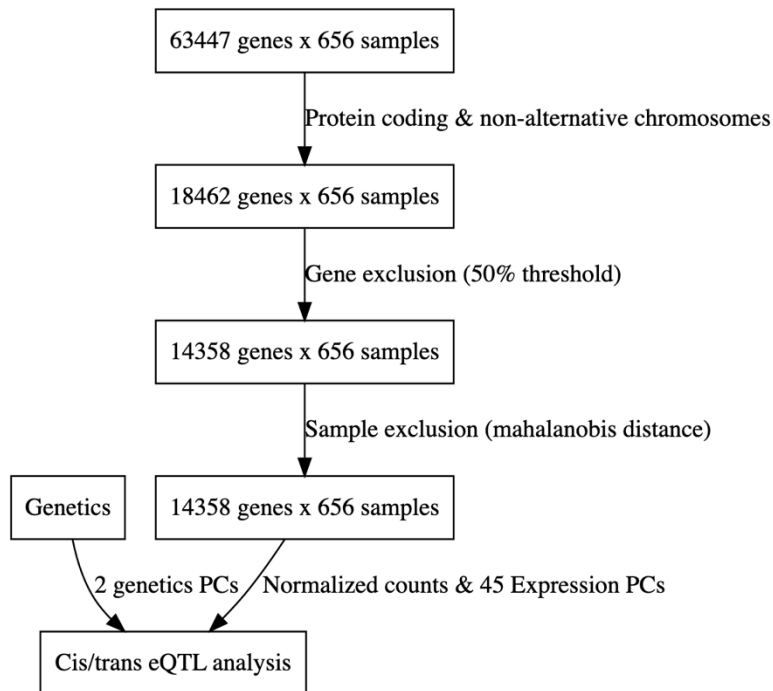 63447 genes x 656 samples
Protein coding & non-alternative chromosomes
18462 genes x 656 samples
Gene exclusion (50% threshold)
14358 genes x 656 samples
Sample exclusion (mahalanobis distance)
Genetics
14358 genes x 656 samples
2 genetics PCs
Normalized counts & 45 Expression PCs
Cis/trans eQTL analysis